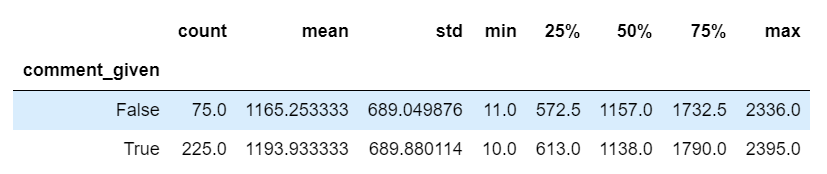 count mean std min 25% 50% 75% max
comment_given
False 75.0 1165.253333 689.049876 11.0 572.5 1157.0 1732.5 2336.0
True 225.0 1193.933333 689.880114 10.0 613.0 1138.0 1790.0 2395.0